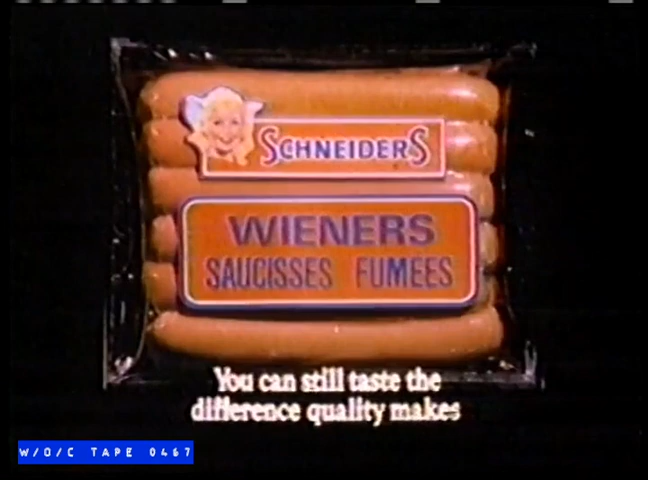 SCHNEIDERS
WIENERS
SAUCISSES FUMÉES
You can still taste the
difference quality makes
W/O/C TAPE 0467